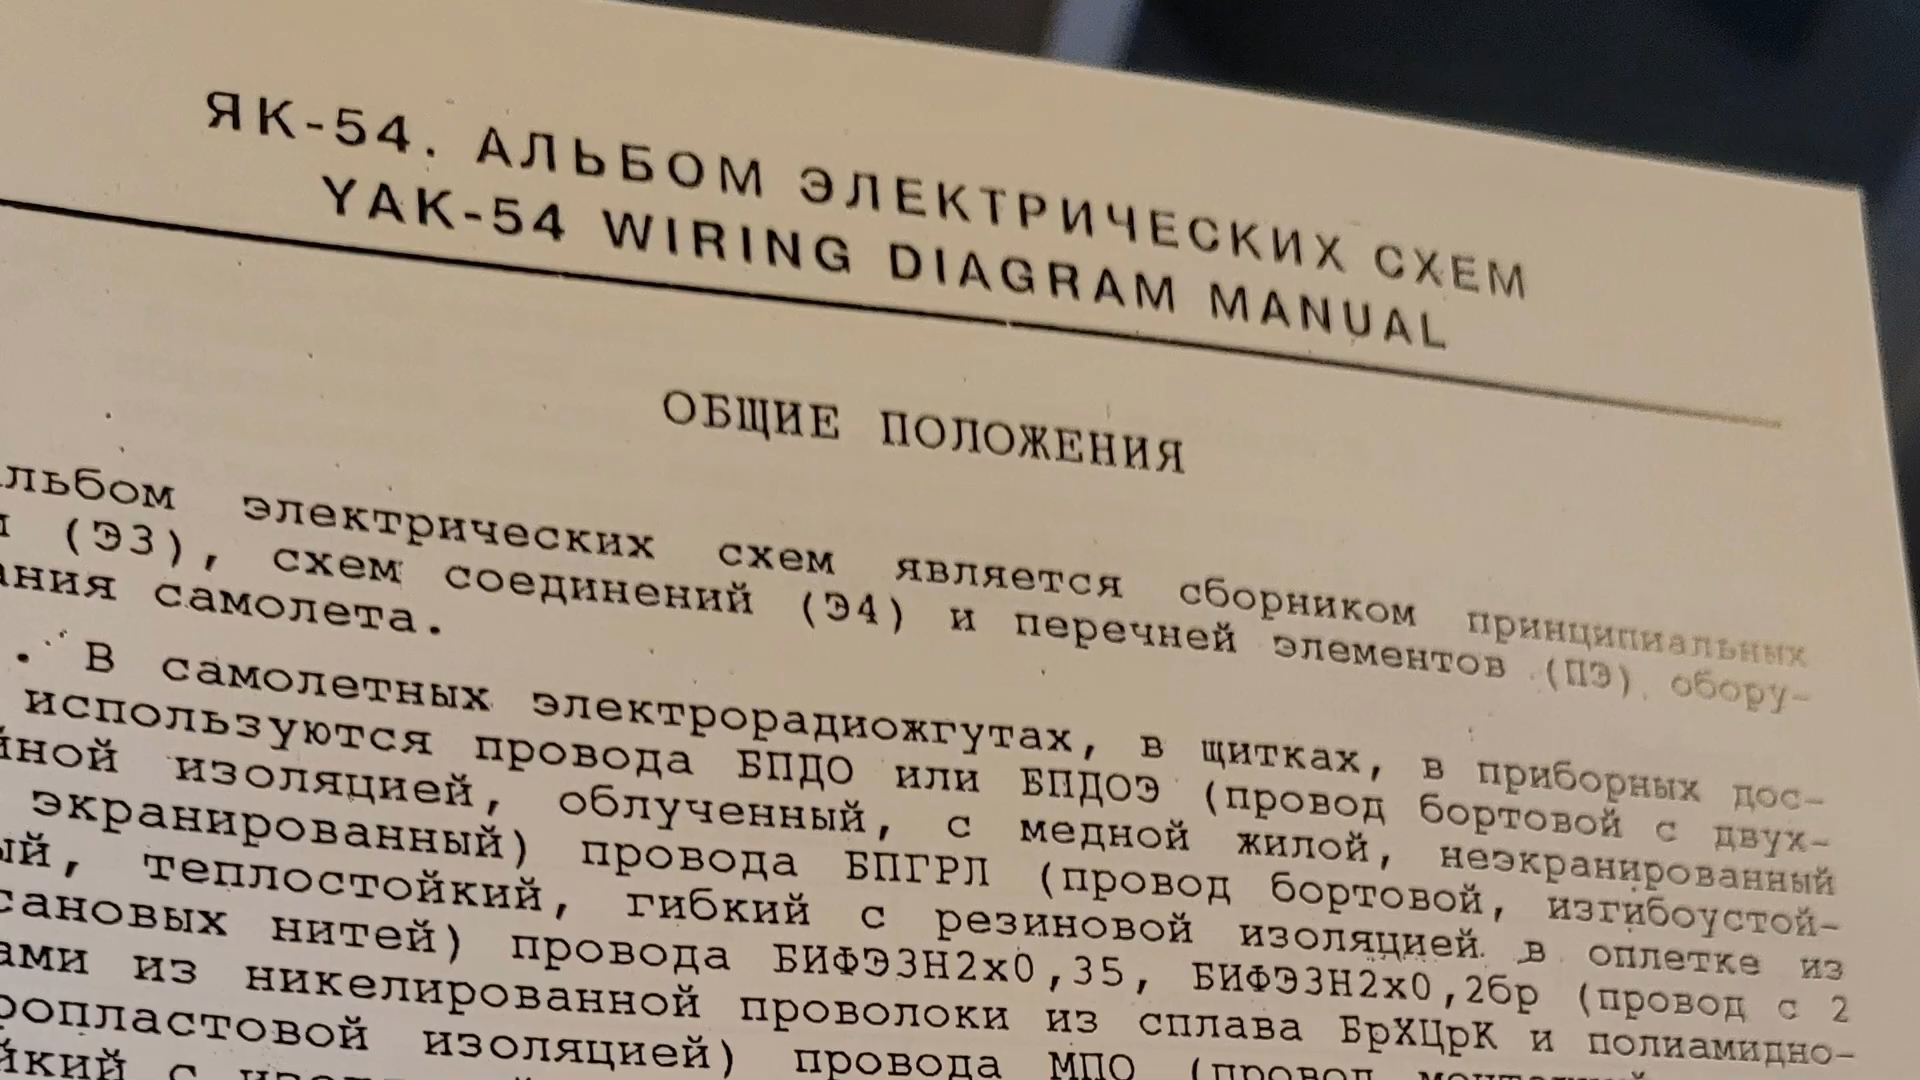 ЯК-54. АЛЬБОМ ЭЛЕКТРИЧЕСКИХ СХЕМ
YAK-54 WIRING DIAGRAM MANUAL
ОБЩИЕ ПОЛОЖЕНИЯ
льбом электрических схем является сборником принципиальных
(Э3), схем соединений (Э4) и перечней элементов (ПЭ) обору-
ания самолета.
. В самолетных электрорадиожгутах, в щитках, в приборных дос-
используются провода БПДО или БПДОЭ (провод бортовой с двух-
йной изоляцией, облученный, с медной жилой, неэкранированный
экранированный) провода БПГРЛ (провод бортовой, изгибоустой-
ый, теплостойкий, гибкий с резиновой изоляцией в оплетке из
сановых нитей) провода БИФЭЗН2х0,35, БИФЭЗН2х0,2бр (провод с 2
ами из никелированной проволоки из сплава БрХЦрК и полиамидно-
ропластовой изоляцией) провода МПО (провод
йкий с